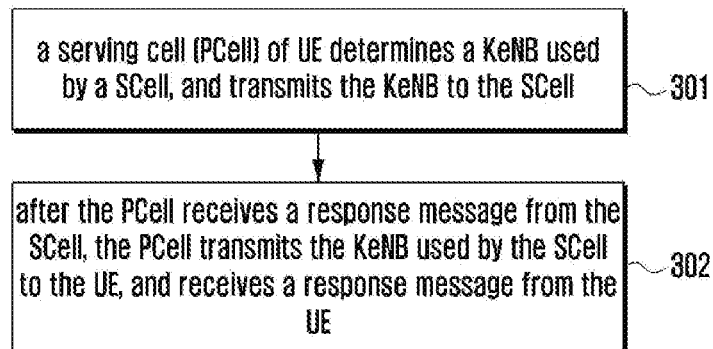 a serving cell (PCell) of UE determines a KeNB used
by a SCell, and transmits the KeNB to the SCell
301
after the PCell receives a response message from the
SCell, the PCell transmits the KeNB used by the SCell
to the UE, and receives a response message from the
UE
302